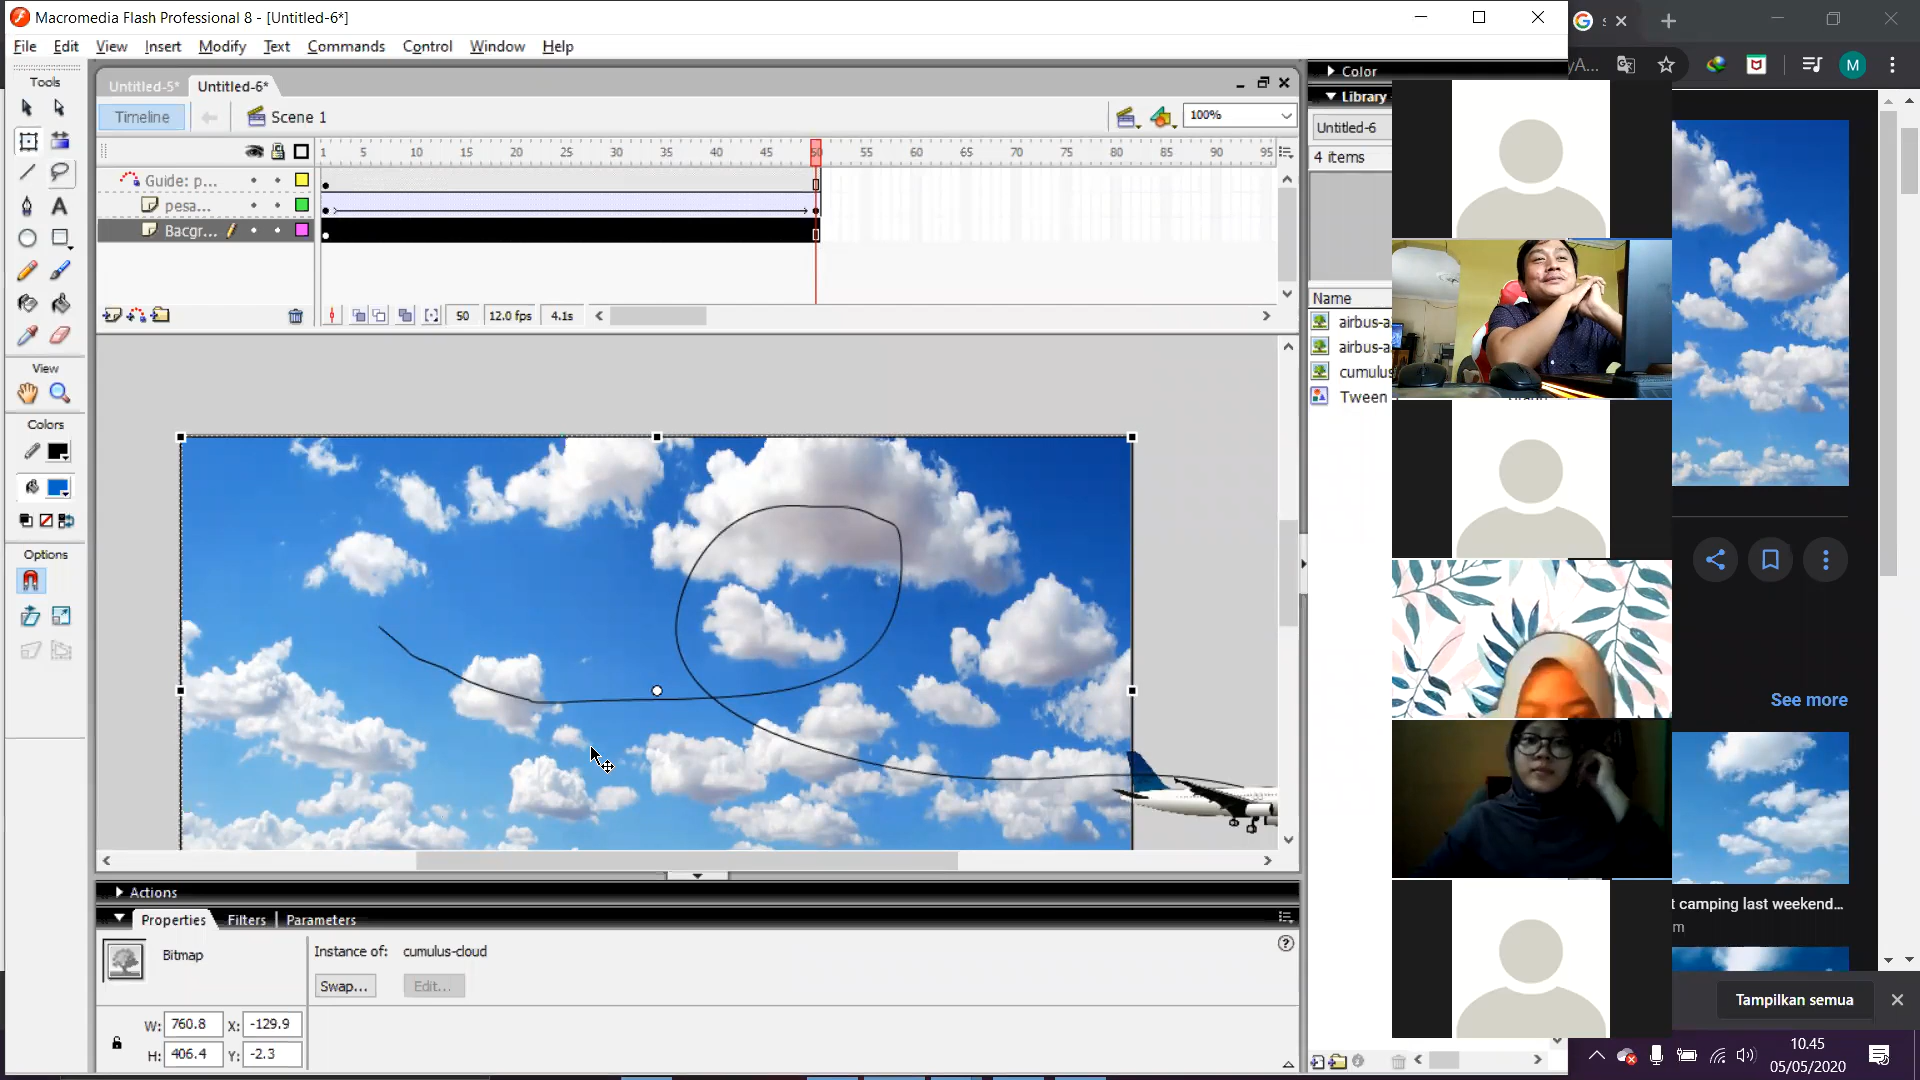 Macromedia Flash Professional 8 - [Untitled-6*]
File Edit View Insert Modify Text Commands Control Window Help
Tools
Untitled-5* Untitled-6*
Timeline
Scene 1
100%
1 5 10 15 20 25 30 35 40 45 50 55 60 65 70 75 80 85 90 95
Guide: p...
pesa...
Bacgr...
50 12.0 fps 4.1s
View
Colors
Options
Actions
Properties Filters Parameters
Bitmap
Instance of: cumulus-cloud
Swap... Edit...
W: 760.8 X: -129.9
H: 406.4 Y: -2.3
Color
Library
Untitled-6
4 items
Name
airbus-a
airbus-a
cumulus
Tween
yA...
M
See more
t camping last weekend...
m
Tampilkan semua
10.45
05/05/2020